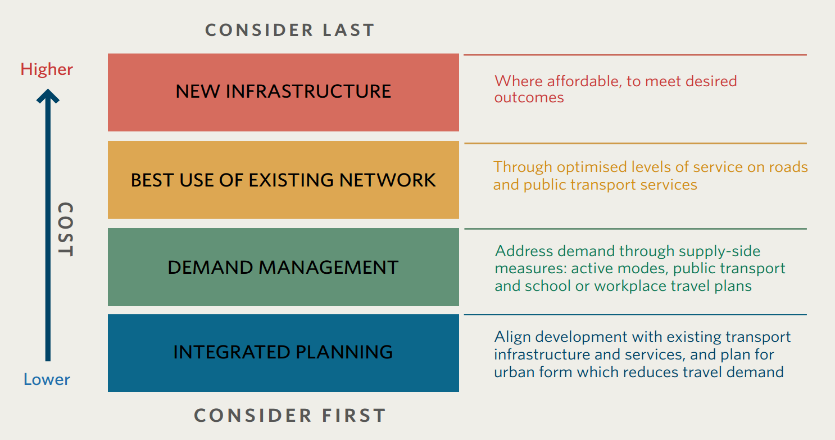 CONSIDER LAST
Higher
NEW INFRASTRUCTURE
Where affordable, to meet desired
outcomes
BEST USE OF EXISTING NETWORK
Through optimised levels of service on roads
and public transport services
COST
DEMAND MANAGEMENT
Address demand through supply-side
measures: active modes, public transport
and school or workplace travel plans
INTEGRATED PLANNING
Align development with existing transport
infrastructure and services, and plan for
urban form which reduces travel demand
Lower
CONSIDER FIRST